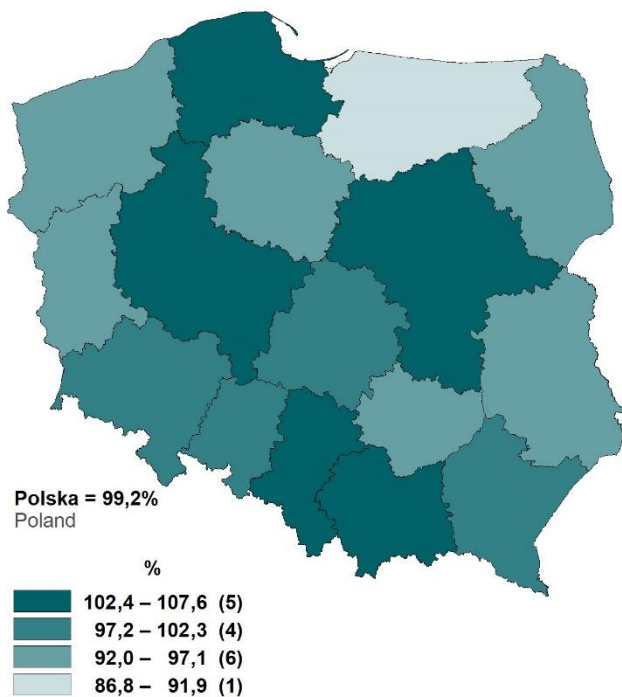 Polska = 99,2%
Poland
%
102,4 – 107,6 (5)
97,2 – 102,3 (4)
92,0 – 97,1 (6)
86,8 – 91,9 (1)